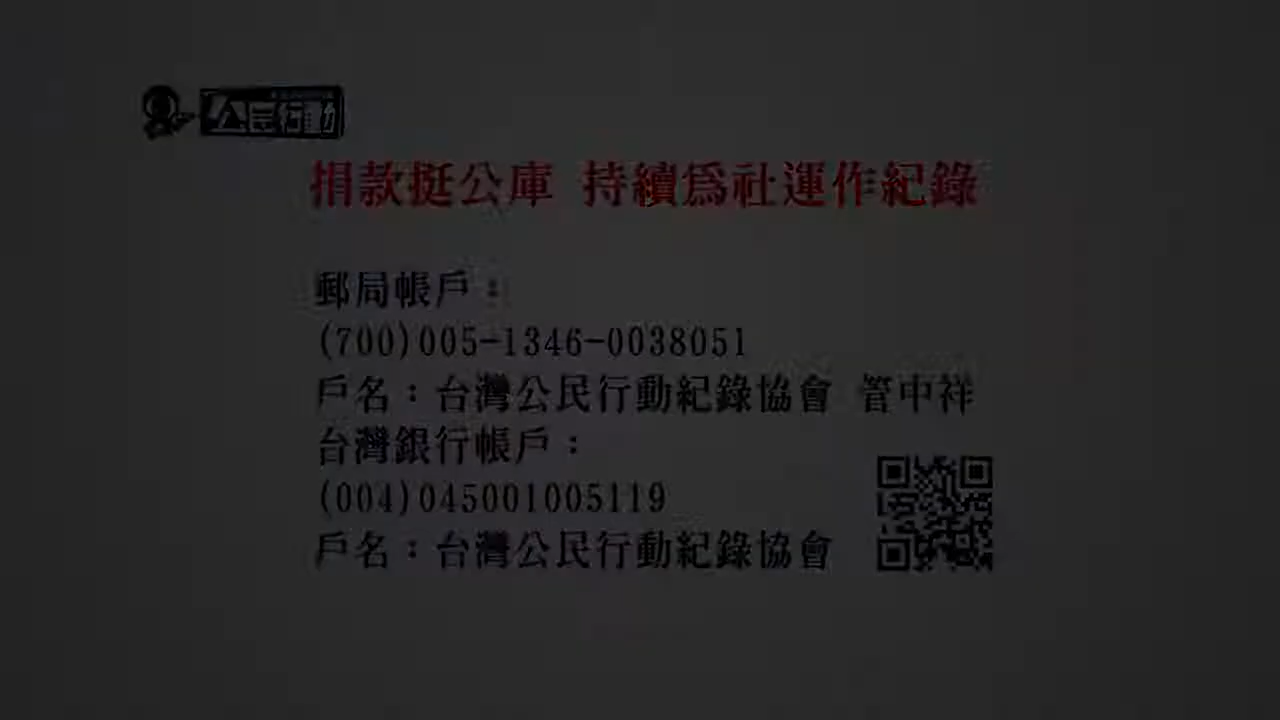 公民行動
捐款挺公庫 持續為社運作紀錄
郵局帳戶：
(700)005-1346-0038051
戶名：台灣公民行動紀錄協會 管中祥
台灣銀行帳戶：
(004)045001005119
戶名：台灣公民行動紀錄協會